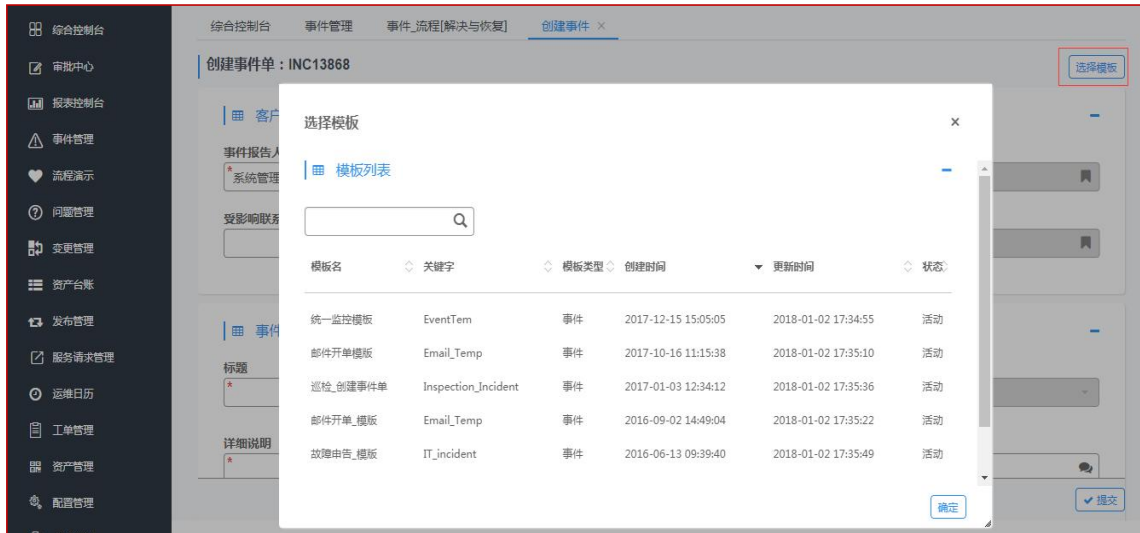 综合控制台
审批中心
报表控制台
事件管理
流程演示
问题管理
变更管理
资产台账
发布管理
服务请求管理
运维日历
工单管理
资产管理
配置管理
综合控制台 事件管理 事件_流程[解决与恢复] 创建事件 ×
创建事件单：INC13868
选择模板
客户
事件报告人
*系统管理
受影响联系
事件
标题
*
详细说明
*
提交
选择模板 ×
模板列表
模板名 关键字 模板类型 创建时间 更新时间 状态
统一监控模板 EventTem 事件 2017-12-15 15:05:05 2018-01-02 17:34:55 活动
邮件开单模版 Email_Temp 事件 2017-10-16 11:15:38 2018-01-02 17:35:10 活动
巡检_创建事件单 Inspection_Incident 事件 2017-01-03 12:34:12 2018-01-02 17:35:36 活动
邮件开单_模版 Email_Temp 事件 2016-09-02 14:49:04 2018-01-02 17:35:22 活动
故障申告_模版 IT_incident 事件 2016-06-13 09:39:40 2018-01-02 17:35:49 活动
确定